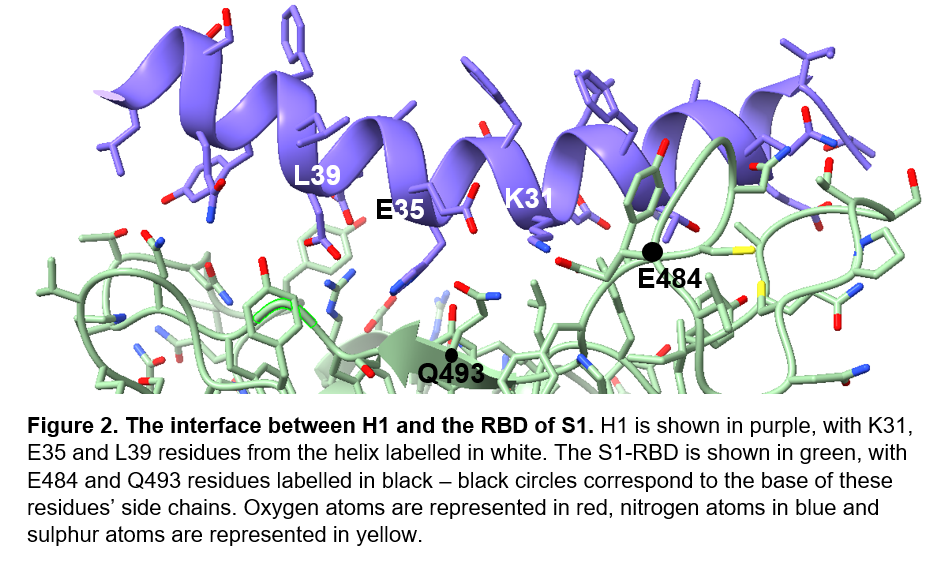 L39
E35
K31
E484
Q493
Figure 2. The interface between H1 and the RBD of S1. H1 is shown in purple, with K31,
E35 and L39 residues from the helix labelled in white. The S1-RBD is shown in green, with
E484 and Q493 residues labelled in black – black circles correspond to the base of these
residues’ side chains. Oxygen atoms are represented in red, nitrogen atoms in blue and
sulphur atoms are represented in yellow.